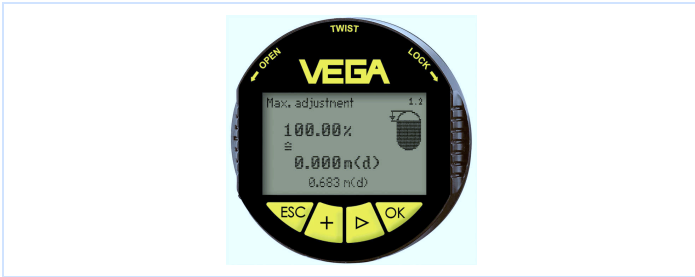 TWIST
OPEN
LOCK
VEGA
Max. adjustment 1.2
100.00%
≙
0.000m(d)
0.683 m(d)
ESC + ▷ OK